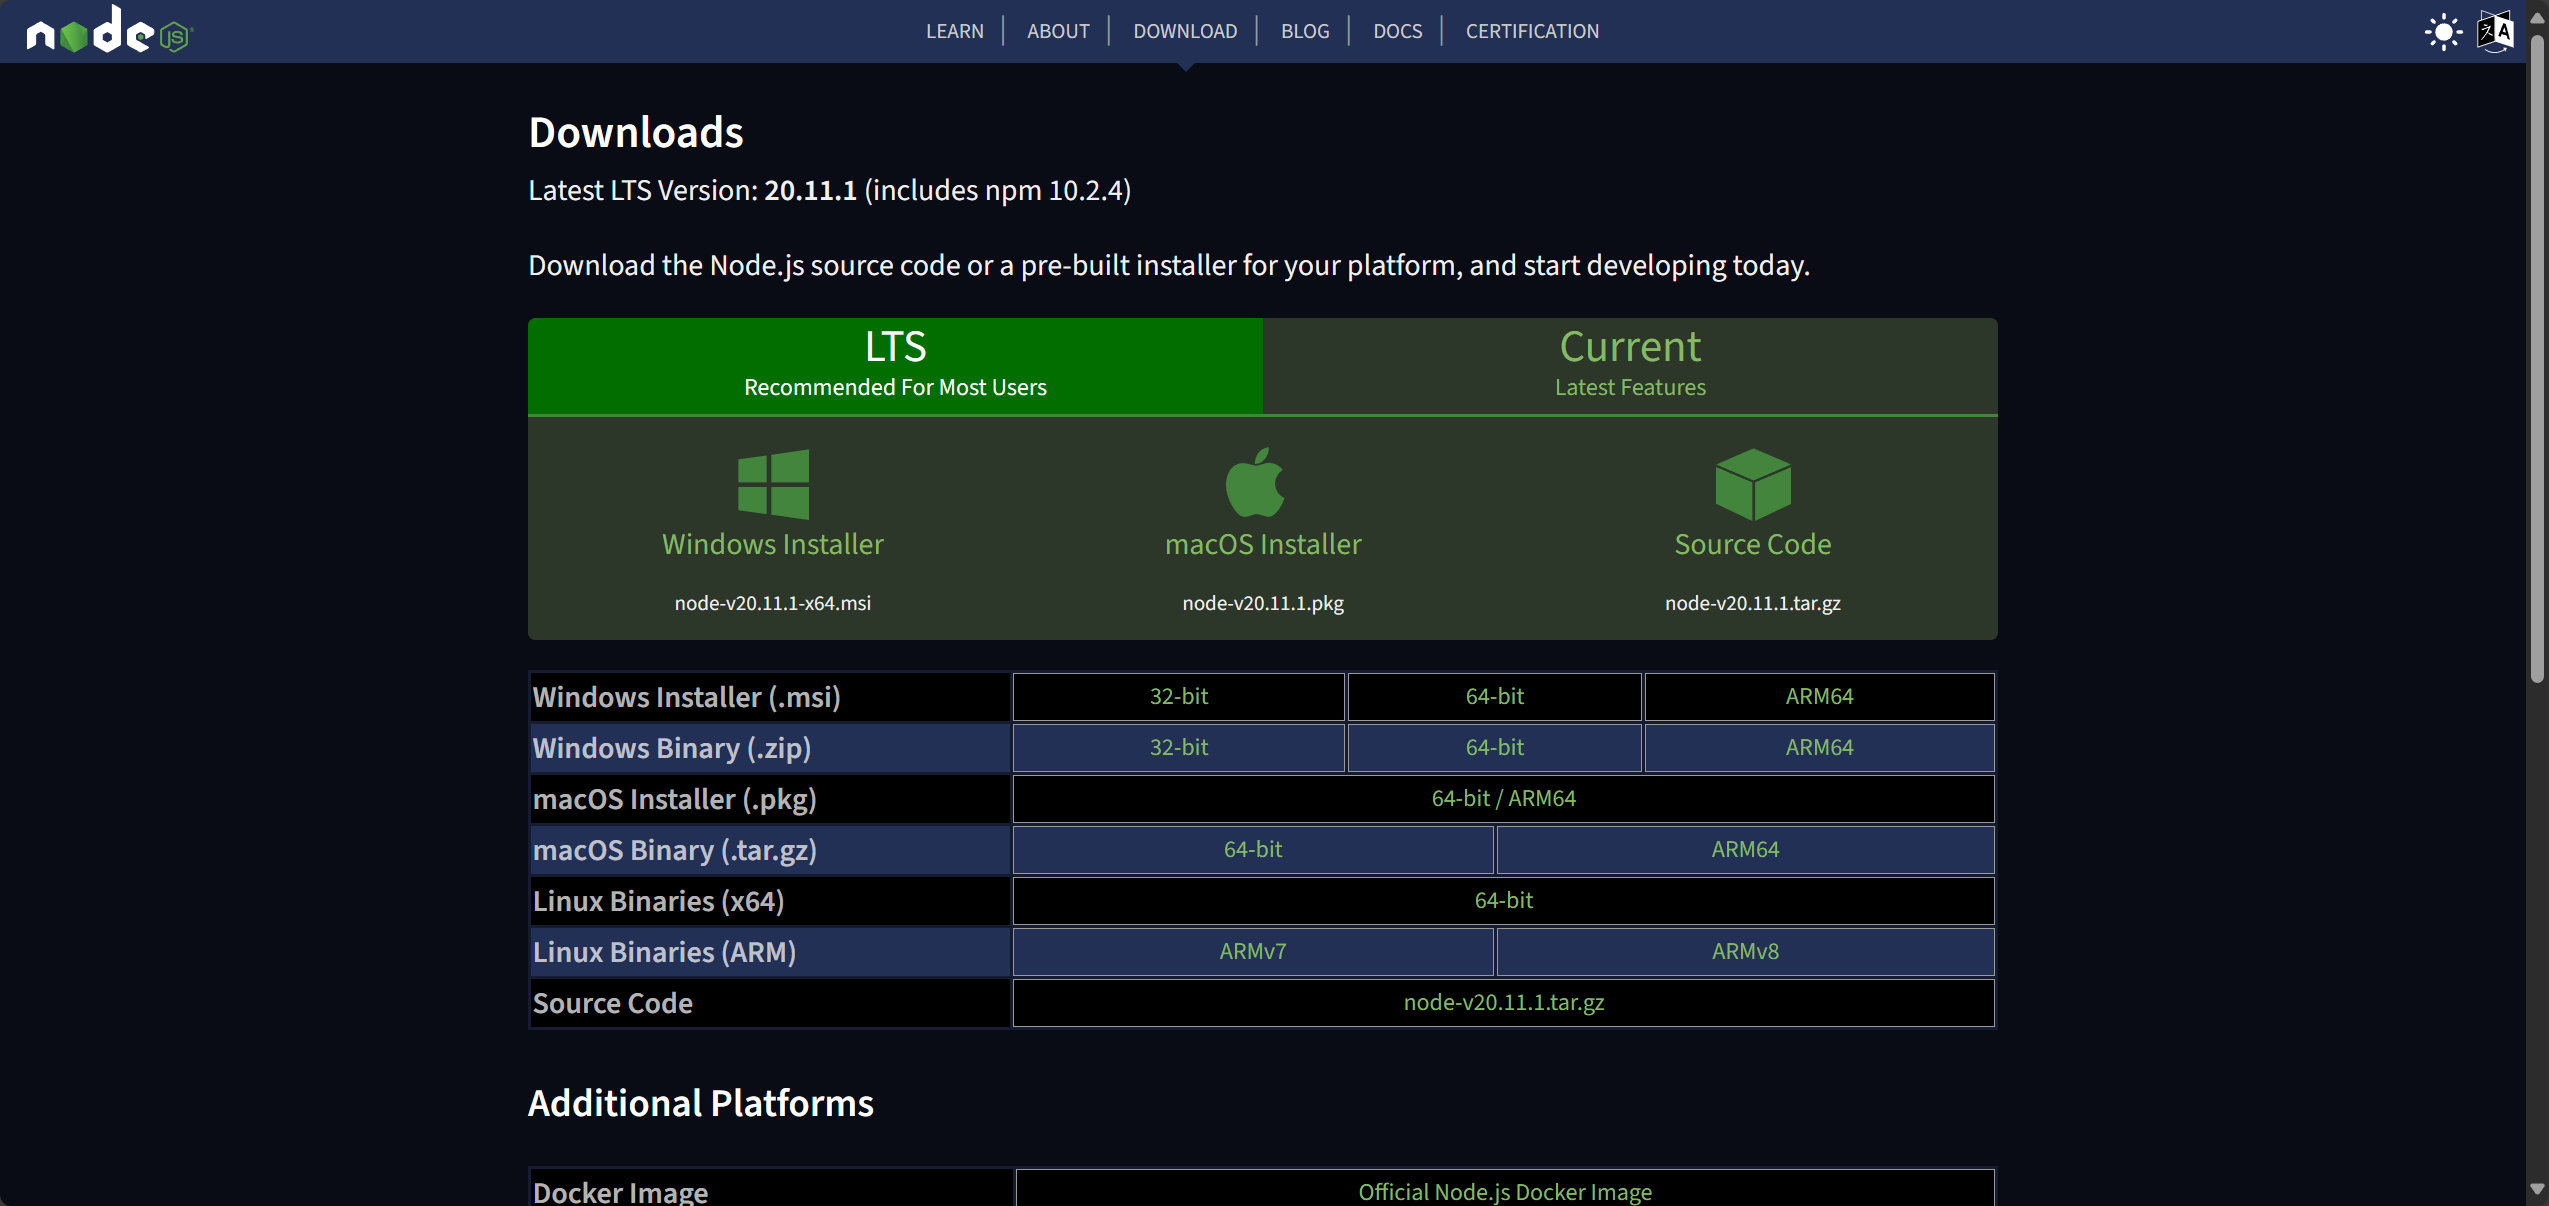 node JS
LEARN ABOUT DOWNLOAD BLOG DOCS CERTIFICATION
Downloads
Latest LTS Version: 20.11.1 (includes npm 10.2.4)
Download the Node.js source code or a pre-built installer for your platform, and start developing today.
LTS
Recommended For Most Users
Current
Latest Features
Windows Installer
node-v20.11.1-x64.msi
macOS Installer
node-v20.11.1.pkg
Source Code
node-v20.11.1.tar.gz
Windows Installer (.msi) 32-bit 64-bit ARM64
Windows Binary (.zip) 32-bit 64-bit ARM64
macOS Installer (.pkg) 64-bit / ARM64
macOS Binary (.tar.gz) 64-bit ARM64
Linux Binaries (x64) 64-bit
Linux Binaries (ARM) ARMv7 ARMv8
Source Code node-v20.11.1.tar.gz
Additional Platforms
Docker Image Official Node.js Docker Image